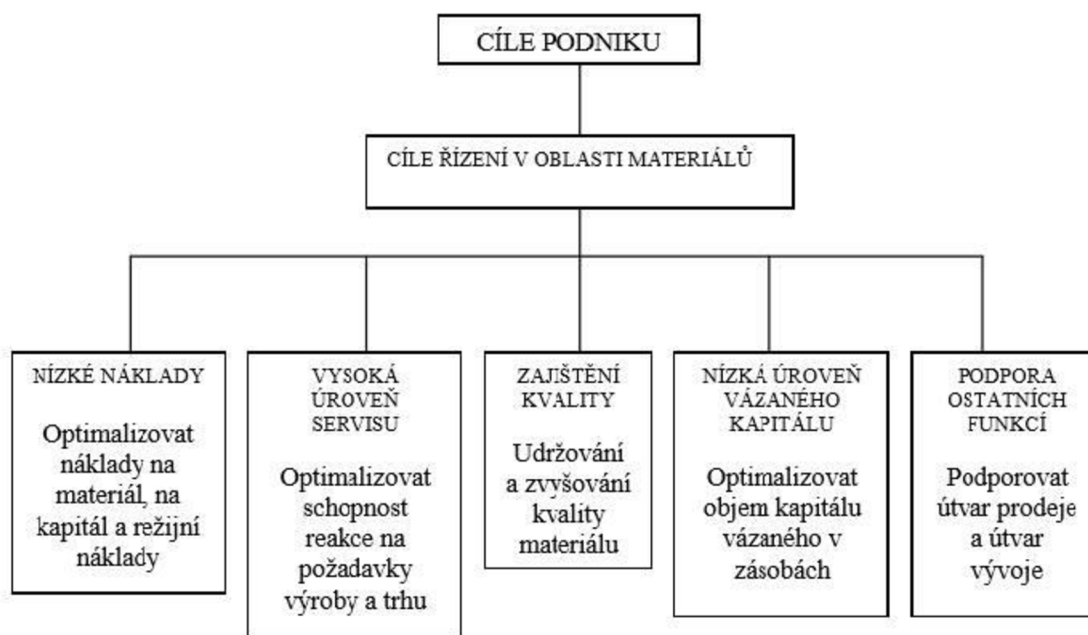 CÍLE PODNIKU
CÍLE ŘÍZENÍ V OBLASTI MATERIÁLŮ
NÍZKÉ NÁKLADY
Optimalizovat
náklady na
materiál, na
kapitál a režijní
náklady
VYSOKÁ
ÚROVEŇ
SERVISU
Optimalizovat
schopnost
reakce na
požadavky
výroby a trhu
ZAJIŠTĚNÍ
KVALITY
Udržování
a zvyšování
kvality
materiálu
NÍZKÁ ÚROVEŇ
VÁZANÉHO
KAPITÁLU
Optimalizovat
objem kapitálu
vázaného v
zásobách
PODPORA
OSTATNÍCH
FUNKCÍ
Podporovat
útvar prodeje
a útvar
vývoje